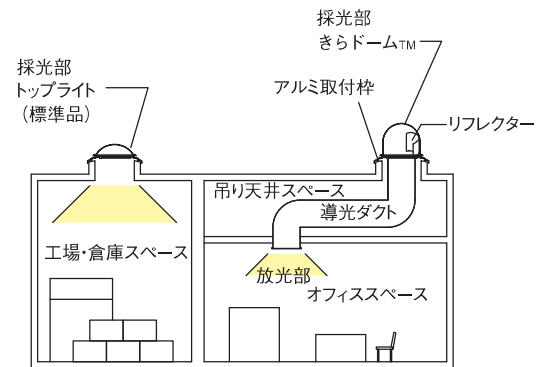 採光部
きらドーム™
採光部
トップライト
（標準品）
アルミ取付枠
リフレクター
吊り天井スペース
導光ダクト
工場・倉庫スペース
放光部
オフィススペース